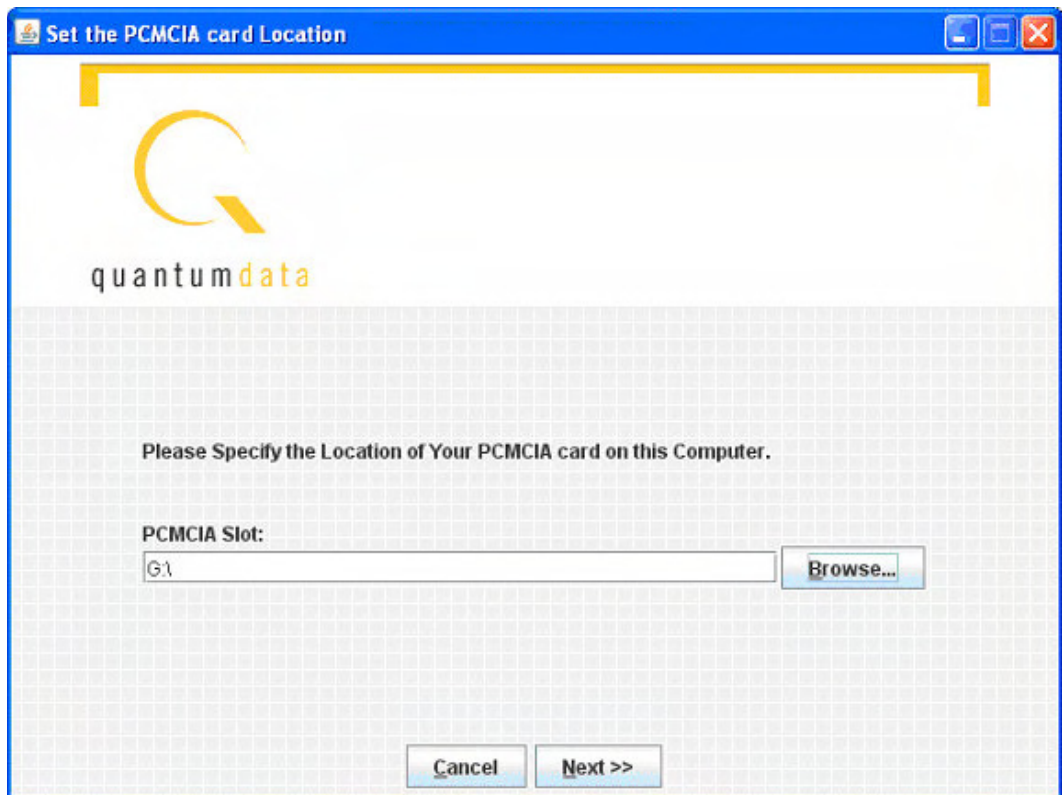 Set the PCMCIA card Location
quantumdata
Please Specify the Location of Your PCMCIA card on this Computer.
PCMCIA Slot:
G:\
Browse...
Cancel
Next >>